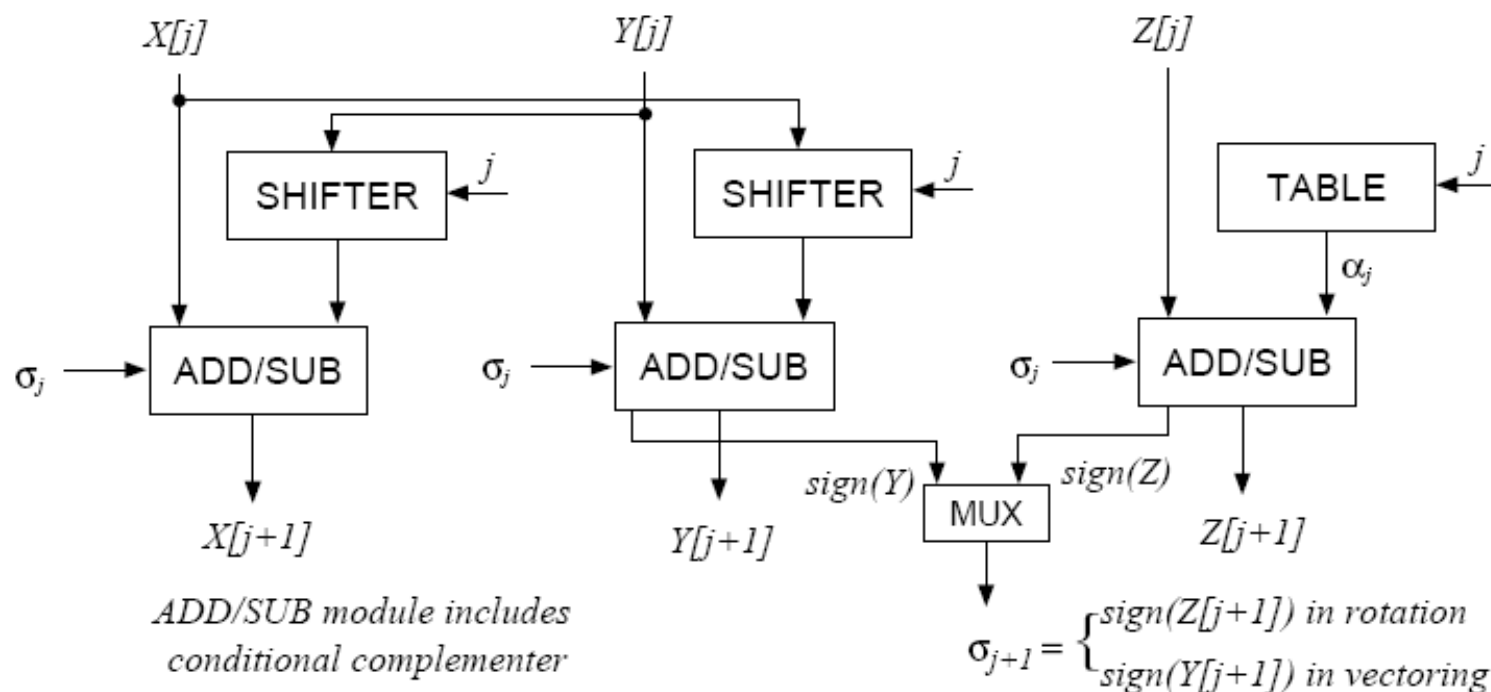 X[j] Y[j] Z[j]
SHIFTER j SHIFTER j TABLE j
αj
σj ADD/SUB σj ADD/SUB σj ADD/SUB
sign(Y) sign(Z)
MUX
X[j+1] Y[j+1] Z[j+1]
ADD/SUB module includes
conditional complementer
σj+1 = { sign(Z[j+1]) in rotation
sign(Y[j+1]) in vectoring